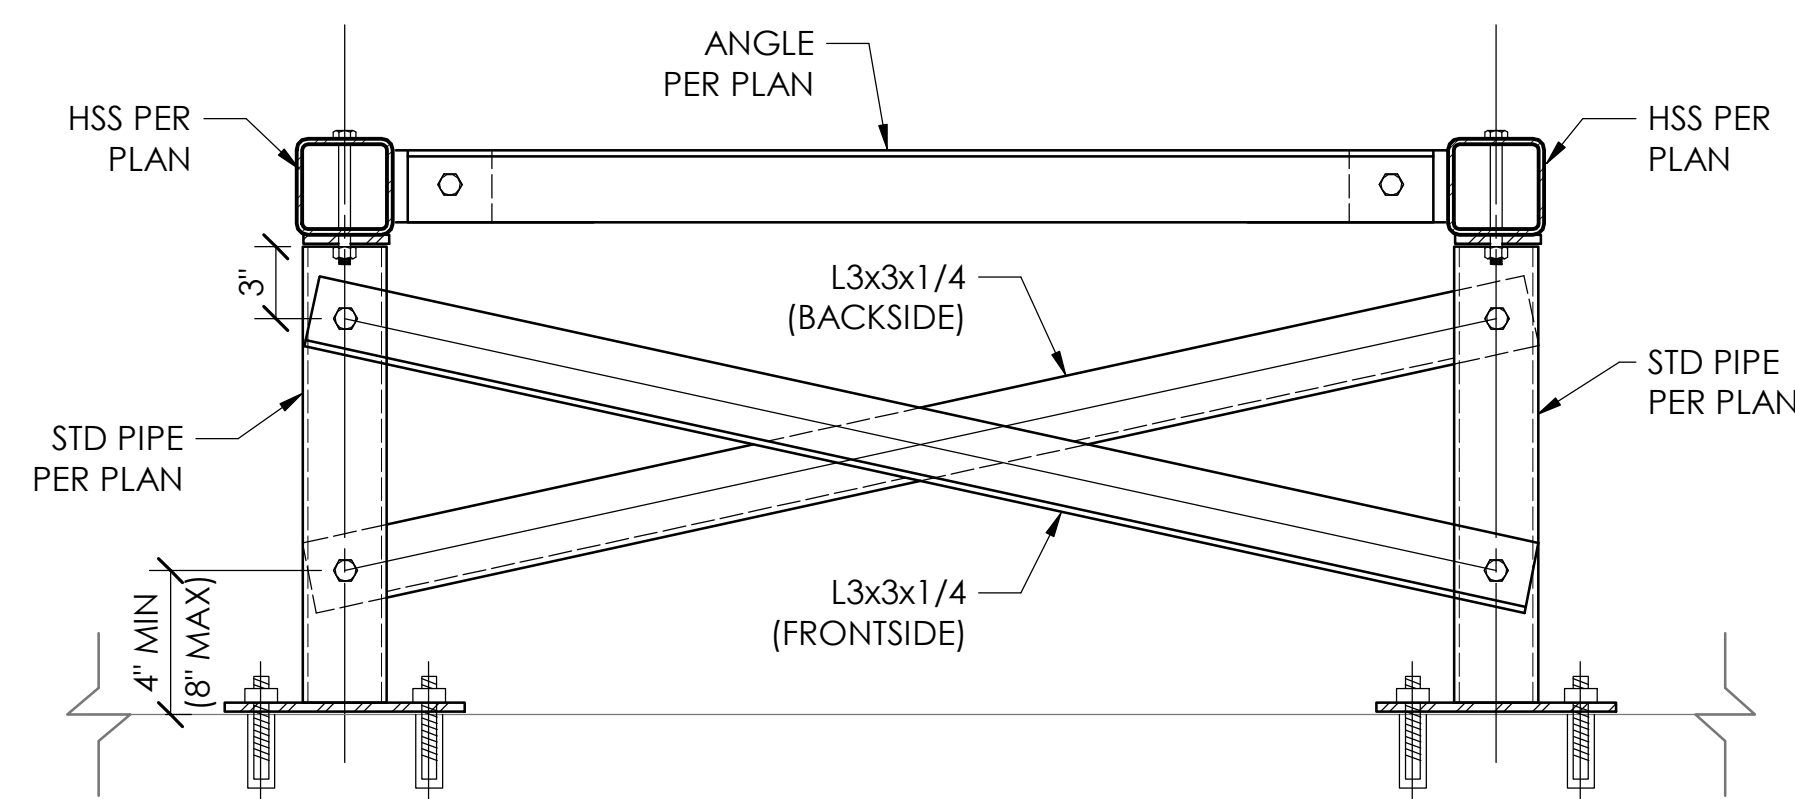 ANGLE
PER PLAN
HSS PER
PLAN
HSS PER
PLAN
3"
L3x3x1/4
(BACKSIDE)
STD PIPE
PER PLAN
STD PIPE
PER PLAN
4" MIN
(8" MAX)
L3x3x1/4
(FRONTSIDE)